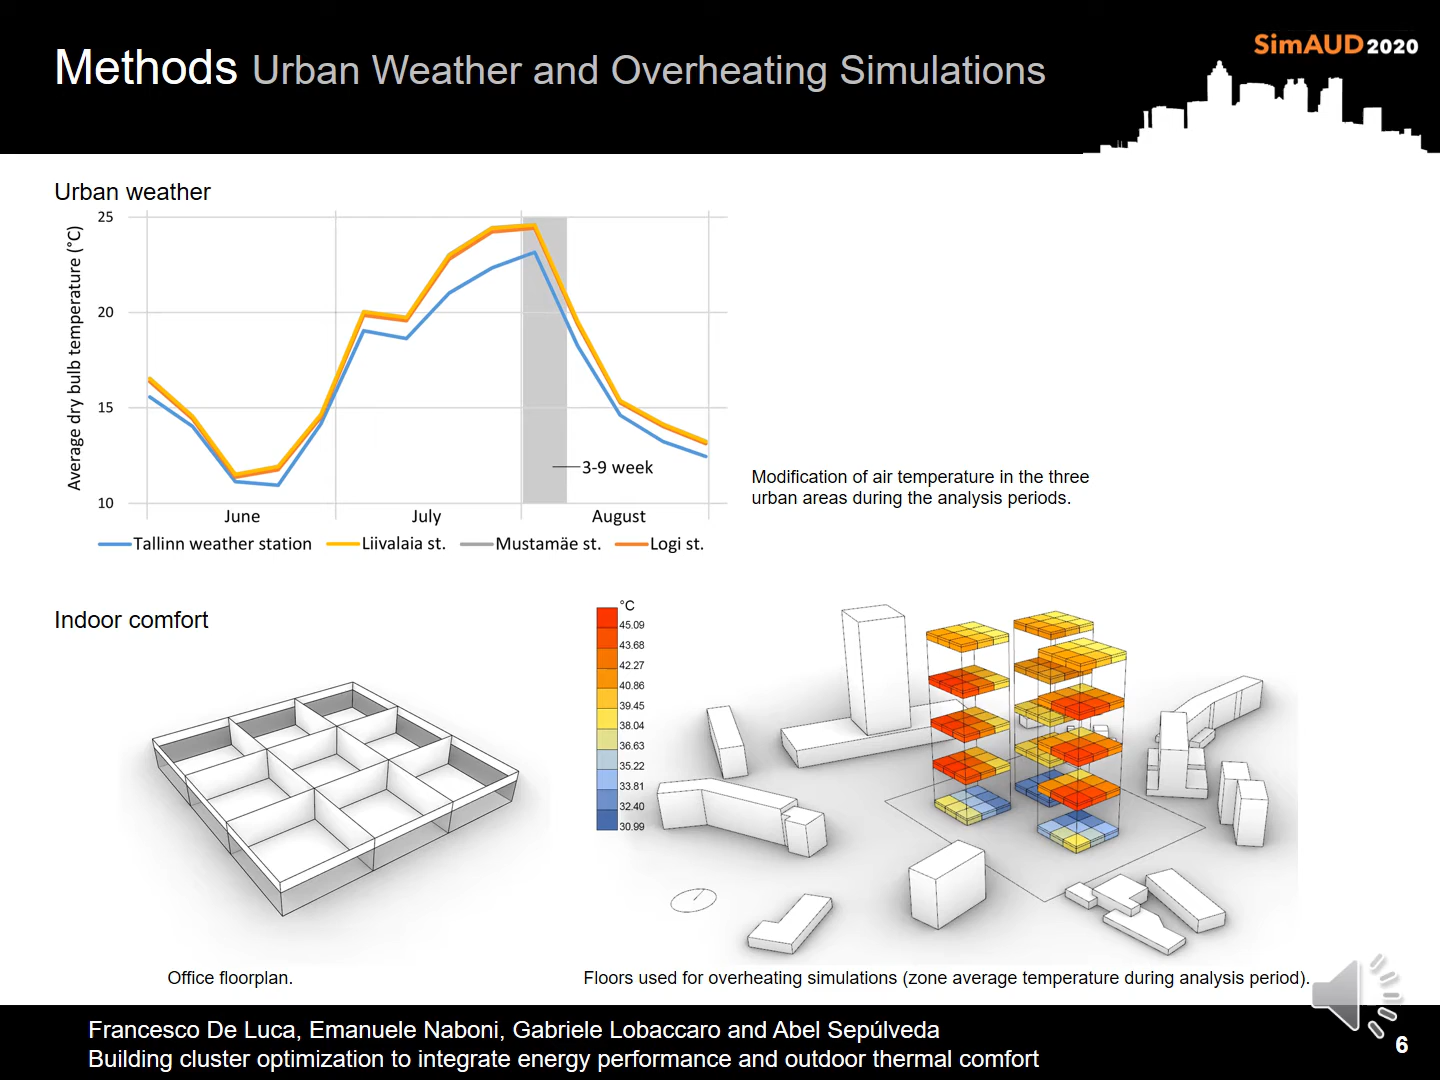 SimAUD2020
Methods Urban Weather and Overheating Simulations
Urban weather
Average dry bulb temperature (°C)
25
20
15
10
3-9 week
June July August
Tallinn weather station Liivalaia st. Mustamäe st. Logi st.
Modification of air temperature in the three
urban areas during the analysis periods.
Indoor comfort
°C
45.09
43.68
42.27
40.86
39.45
38.04
36.63
35.22
33.81
32.40
30.99
Office floorplan.
Floors used for overheating simulations (zone average temperature during analysis period).
Francesco De Luca, Emanuele Naboni, Gabriele Lobaccaro and Abel Sepúlveda
Building cluster optimization to integrate energy performance and outdoor thermal comfort
6